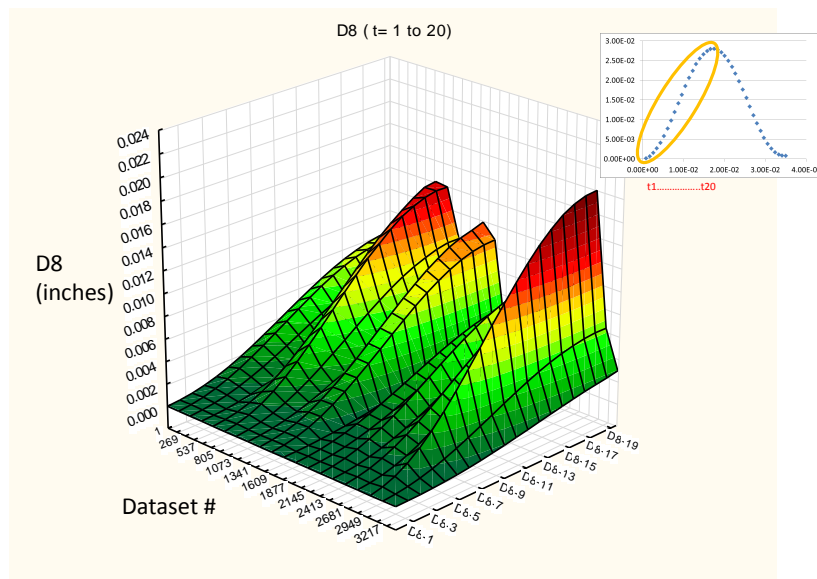 D8 ( t= 1 to 20)
3.00E-02
2.50E-02
2.00E-02
1.50E-02
1.00E-02
5.00E-03
0.00E+00
0.00E+00 1.00E-02 2.00E-02 3.00E-02 4.00E-0
t1................t20
0.024
0.022
0.020
0.018
0.016
0.014
0.012
0.010
0.008
0.006
0.004
0.002
0.000
D8
(inches)
1
269
537
805
1073
1341
1609
1877
2145
2413
2681
2949
3217
Dataset #
D8-1
D8-3
D8-5
D8-7
D8-9
D8-11
D8-13
D8-15
D8-17
D8-19